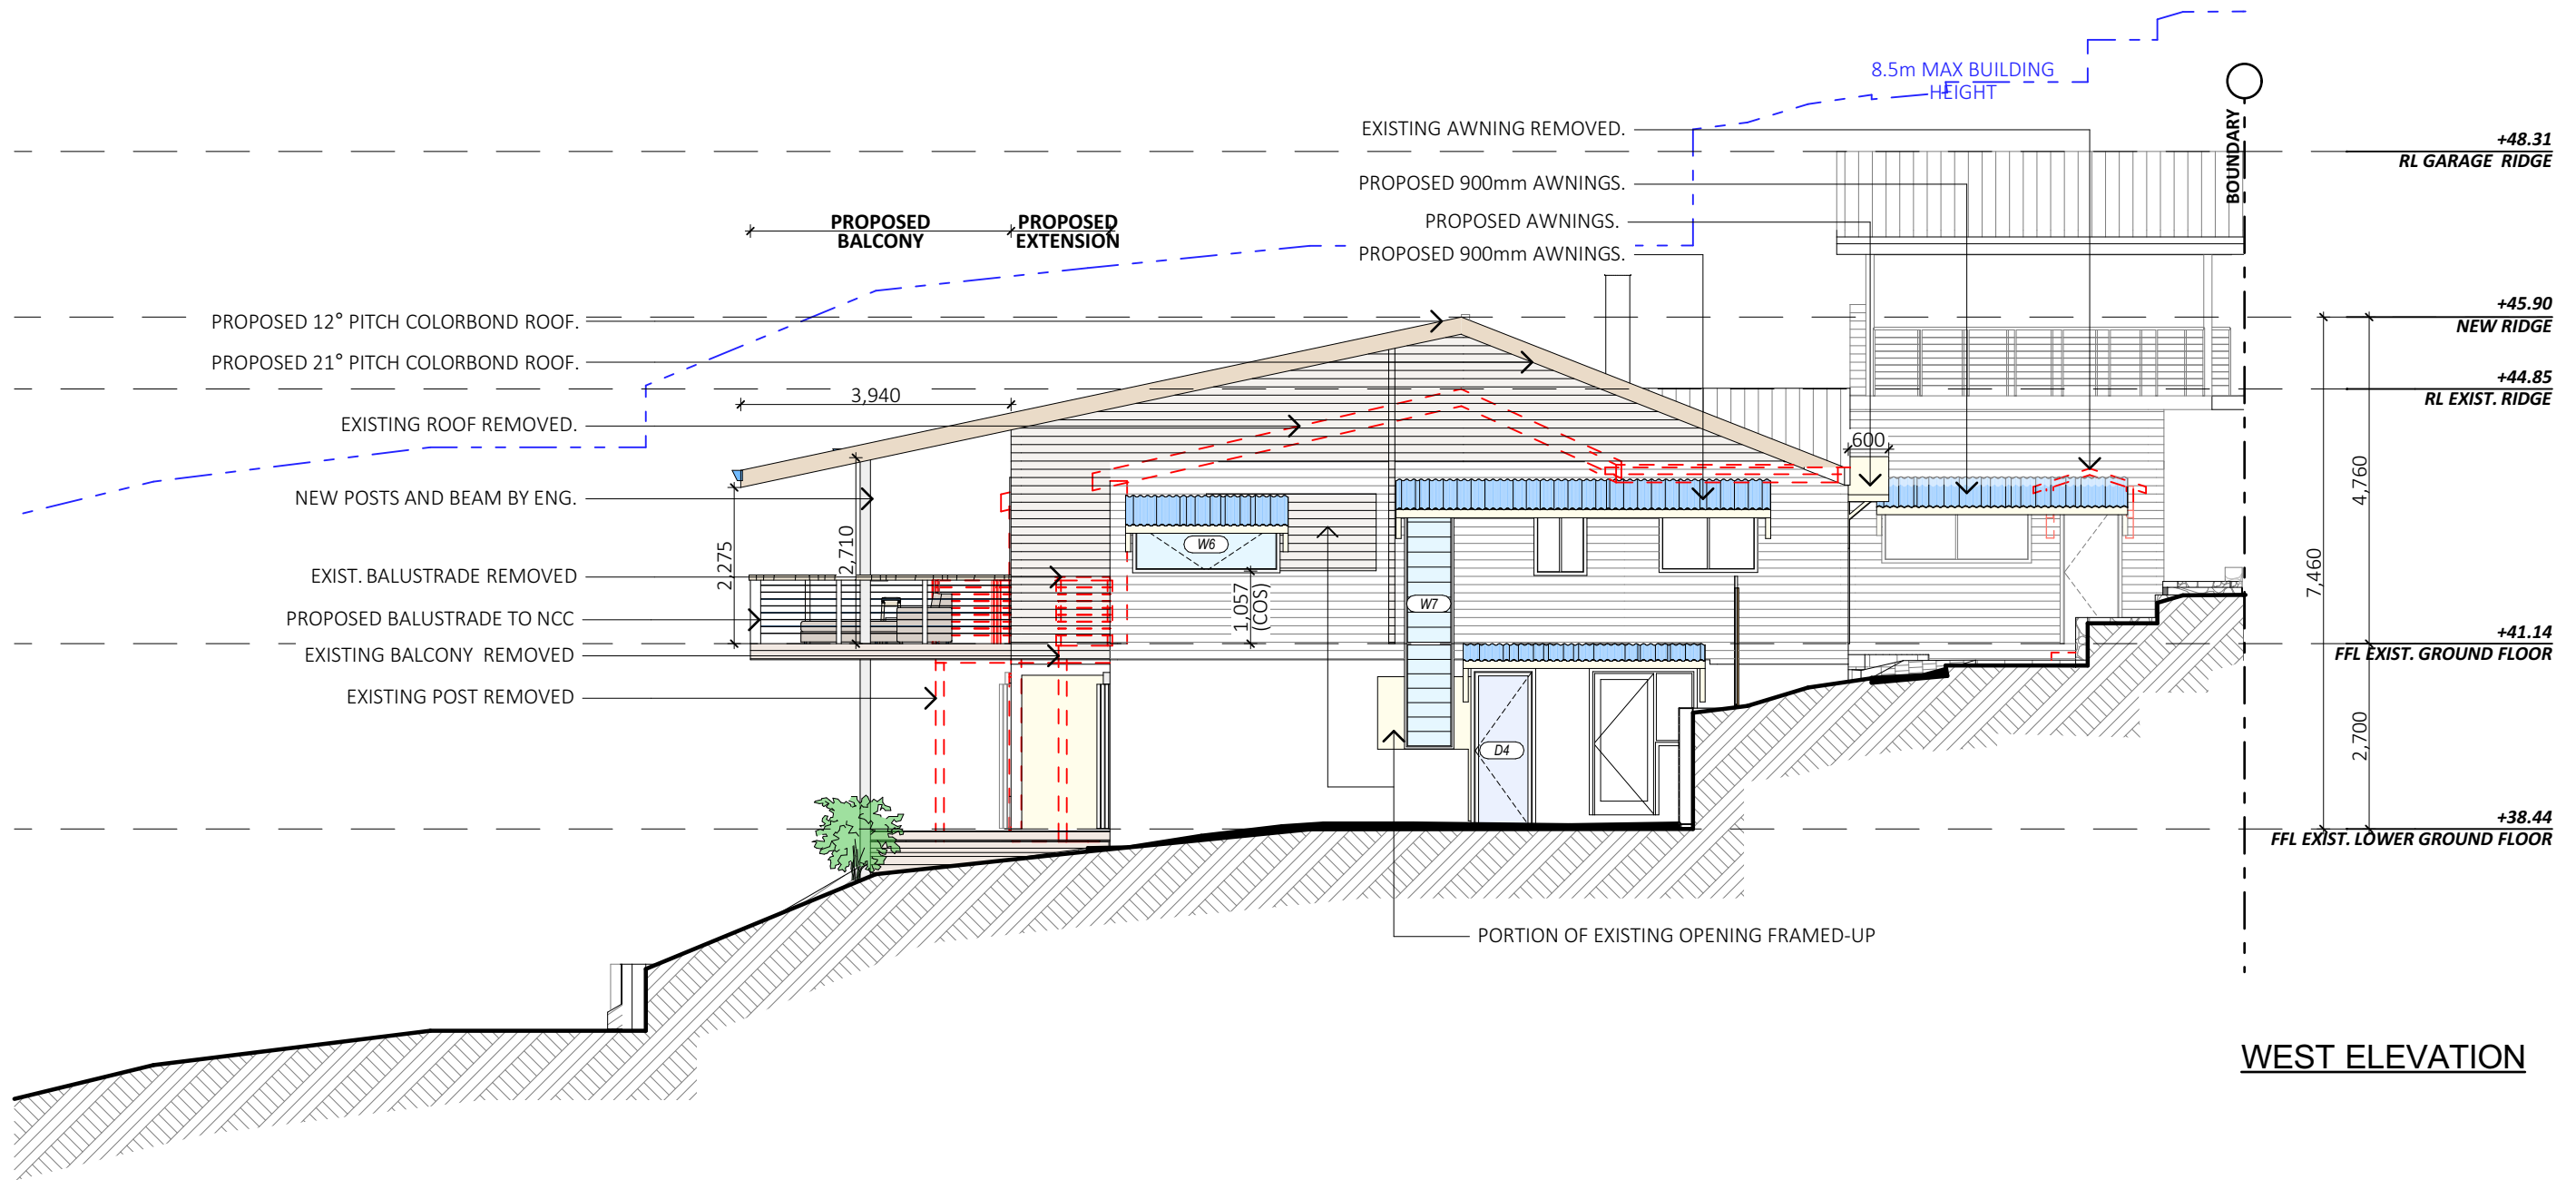 8.5m MAX BUILDING
HEIGHT
BOUNDARY
EXISTING AWNING REMOVED.
PROPOSED 900mm AWNINGS.
PROPOSED AWNINGS.
PROPOSED 900mm AWNINGS.
+48.31
RL GARAGE RIDGE
PROPOSED
BALCONY
PROPOSED
EXTENSION
PROPOSED 12° PITCH COLORBOND ROOF.
PROPOSED 21° PITCH COLORBOND ROOF.
EXISTING ROOF REMOVED.
NEW POSTS AND BEAM BY ENG.
EXIST. BALUSTRADE REMOVED
PROPOSED BALUSTRADE TO NCC
EXISTING BALCONY REMOVED
EXISTING POST REMOVED
3,940
2,275
2,710
1,057
(COS)
600
W6
W7
D4
+45.90
NEW RIDGE
+44.85
RL EXIST. RIDGE
4,760
7,460
+41.14
FFL EXIST. GROUND FLOOR
2,700
+38.44
FFL EXIST. LOWER GROUND FLOOR
PORTION OF EXISTING OPENING FRAMED-UP
WEST ELEVATION